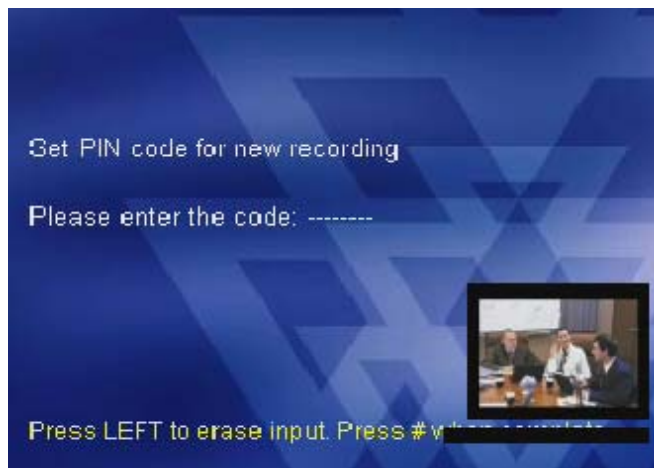 Set PIN code for new recording
Please enter the code: --------
Press LEFT to erase input. Press #